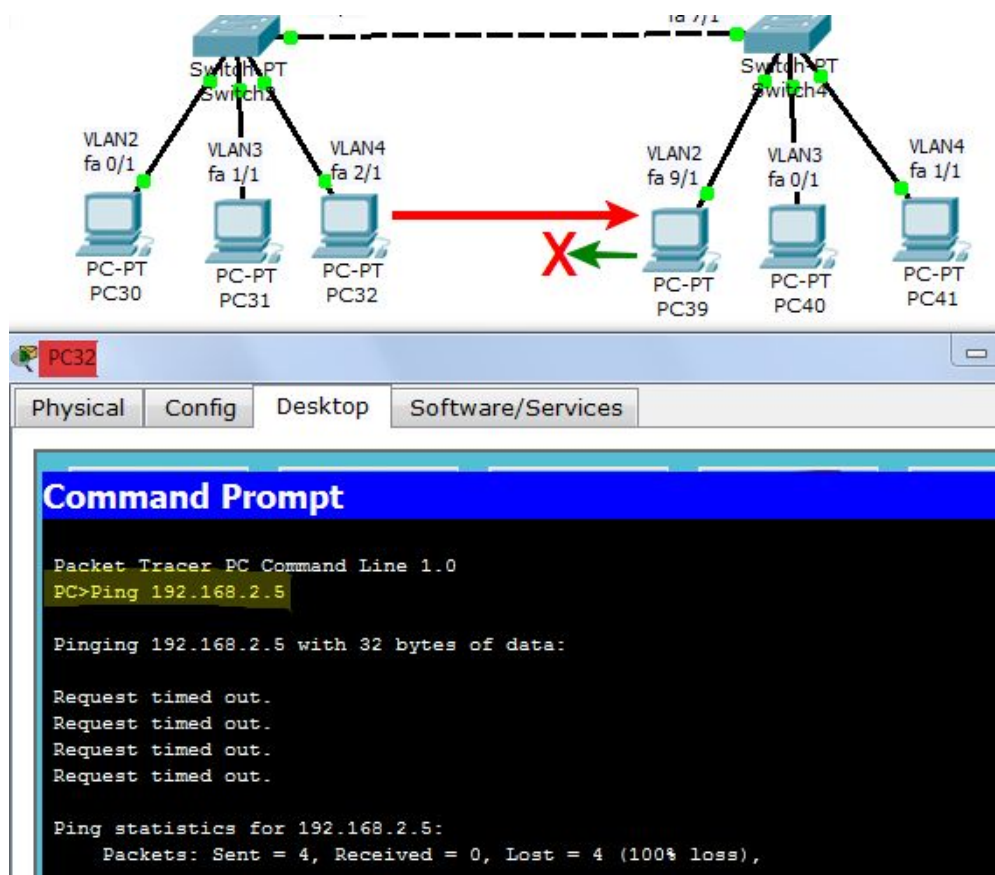 fa 7/1
Switch-PT
Switch2
Switch-PT
Switch4
VLAN2
fa 0/1
VLAN3
fa 1/1
VLAN4
fa 2/1
VLAN2
fa 9/1
VLAN3
fa 0/1
VLAN4
fa 1/1
X
PC-PT
PC30
PC-PT
PC31
PC-PT
PC32
PC-PT
PC39
PC-PT
PC40
PC-PT
PC41
PC32
Physical Config Desktop Software/Services
Command Prompt
Packet Tracer PC Command Line 1.0
PC>Ping 192.168.2.5
Pinging 192.168.2.5 with 32 bytes of data:
Request timed out.
Request timed out.
Request timed out.
Request timed out.
Ping statistics for 192.168.2.5:
Packets: Sent = 4, Received = 0, Lost = 4 (100% loss),